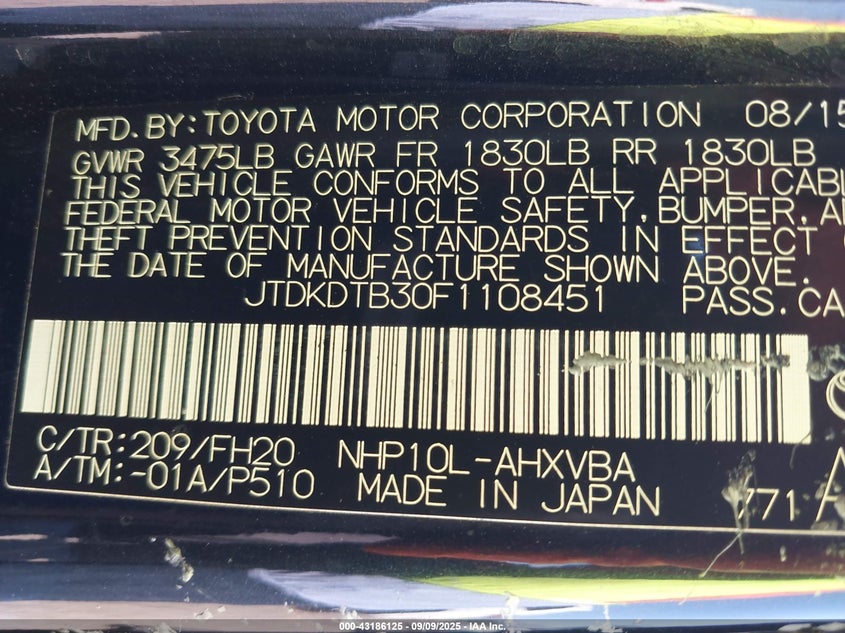 MFD. BY: TOYOTA MOTOR CORPORATION 08/15
GVWR 3475LB GAWR FR 1830LB RR 1830LB
THIS VEHICLE CONFORMS TO ALL APPLICABL
FEDERAL MOTOR VEHICLE SAFETY, BUMPER, A
THEFT PREVENTION STANDARDS IN EFFECT
THE DATE OF MANUFACTURE SHOWN ABOVE.
JTDKDTB30F1108451 PASS. CA
C/TR: 209/FH20 NHP10L-AHXVBA
A/TM: -01A/P510 MADE IN JAPAN 771 A
000-43186125 - 09/09/2025 - IAA Inc.